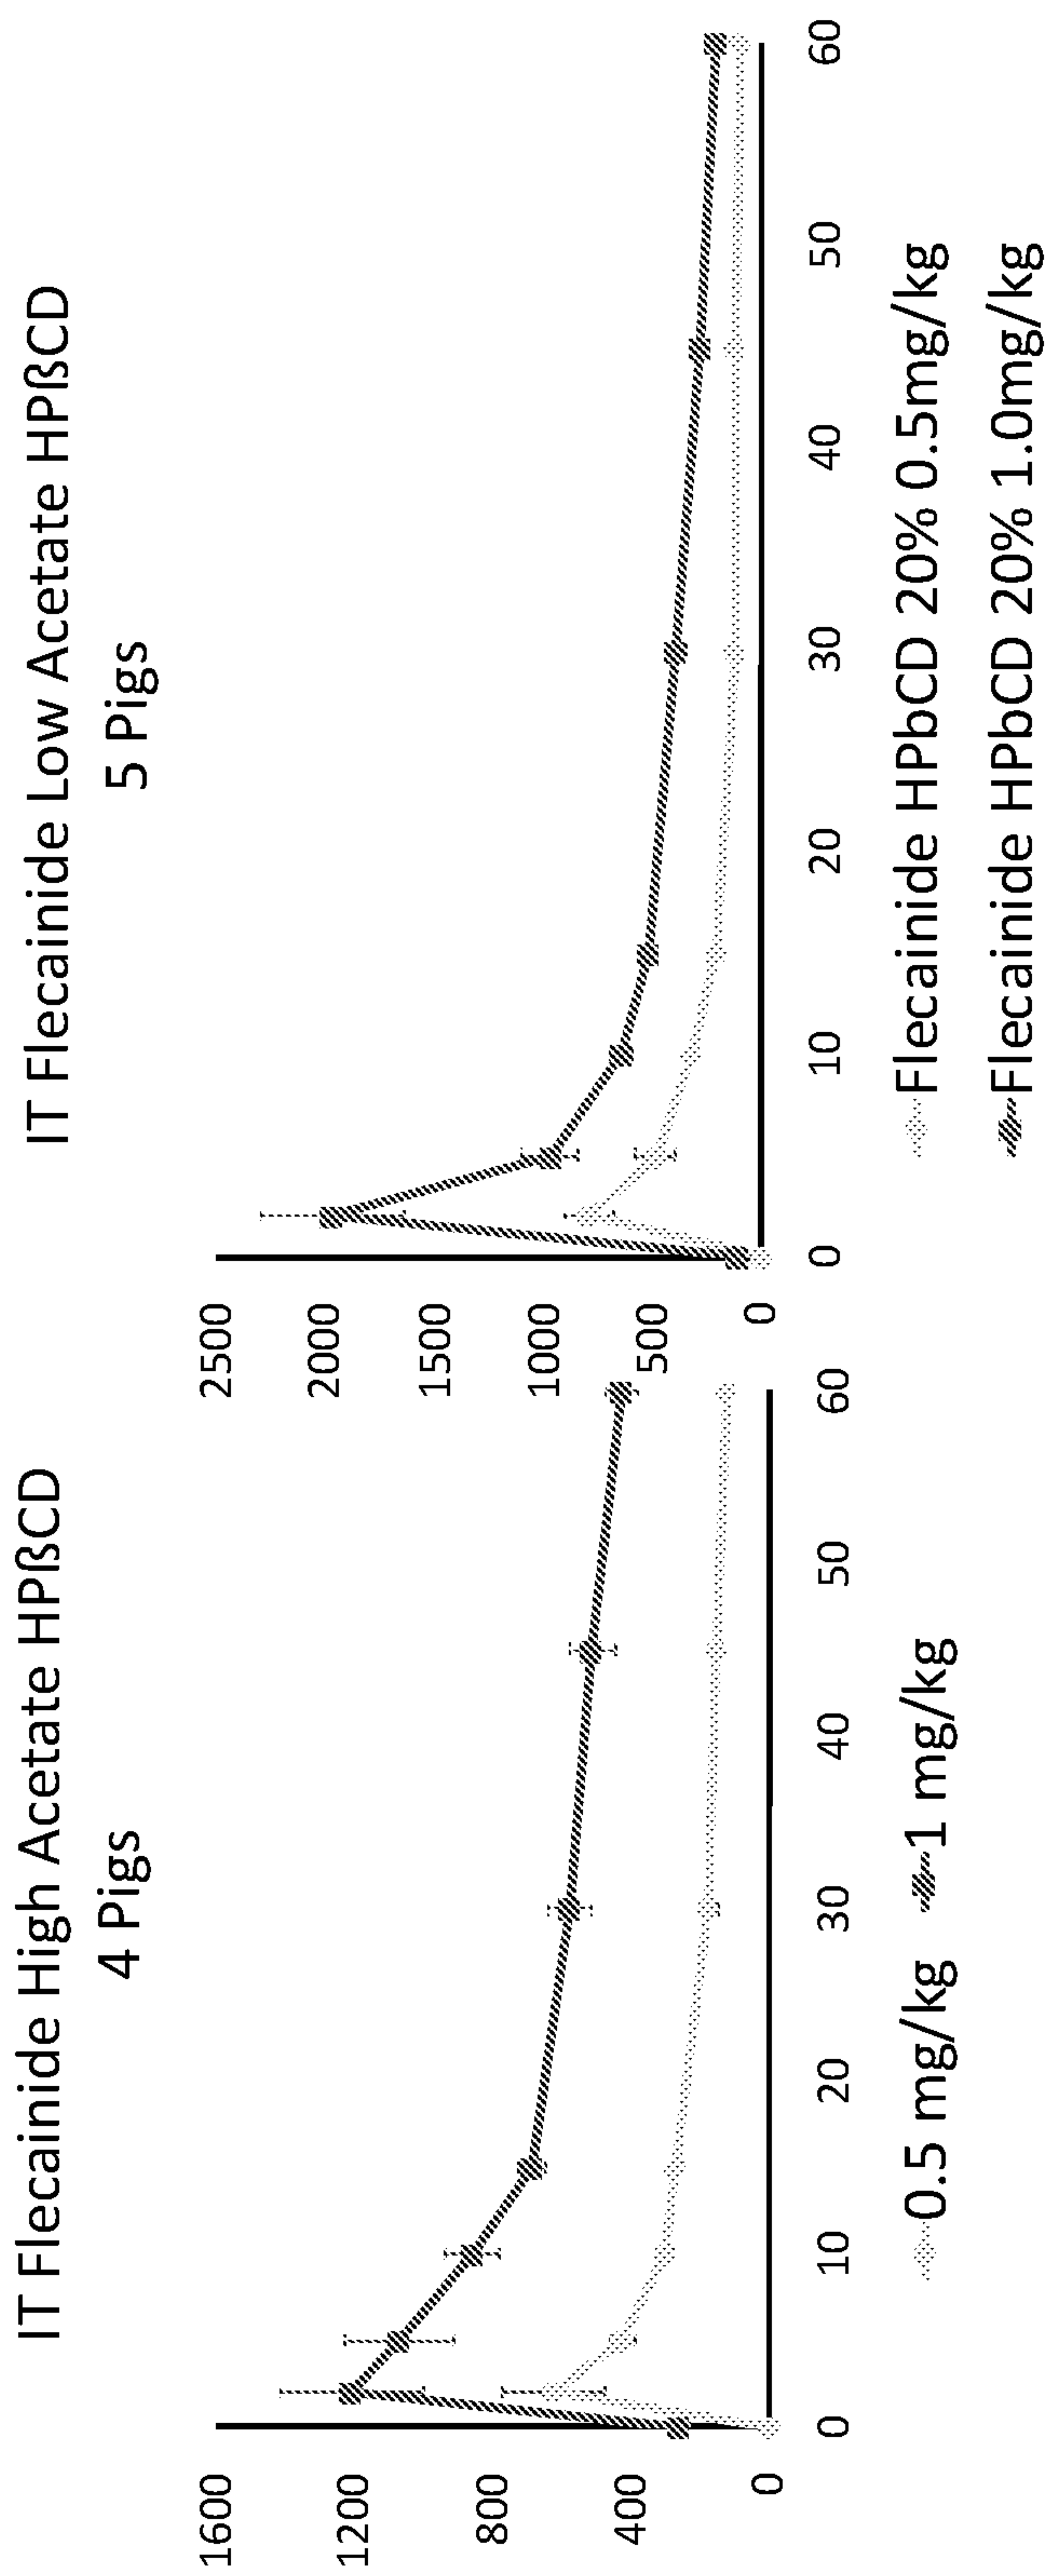 IT Flecainide High Acetate HPßCD
4 Pigs
1600
1200
800
400
0
0 10 20 30 40 50 60
0.5 mg/kg 1 mg/kg
IT Flecainide Low Acetate HPßCD
5 Pigs
2500
2000
1500
1000
500
0
0 10 20 30 40 50 60
Flecainide HPbCD 20% 0.5mg/kg
Flecainide HPbCD 20% 1.0mg/kg